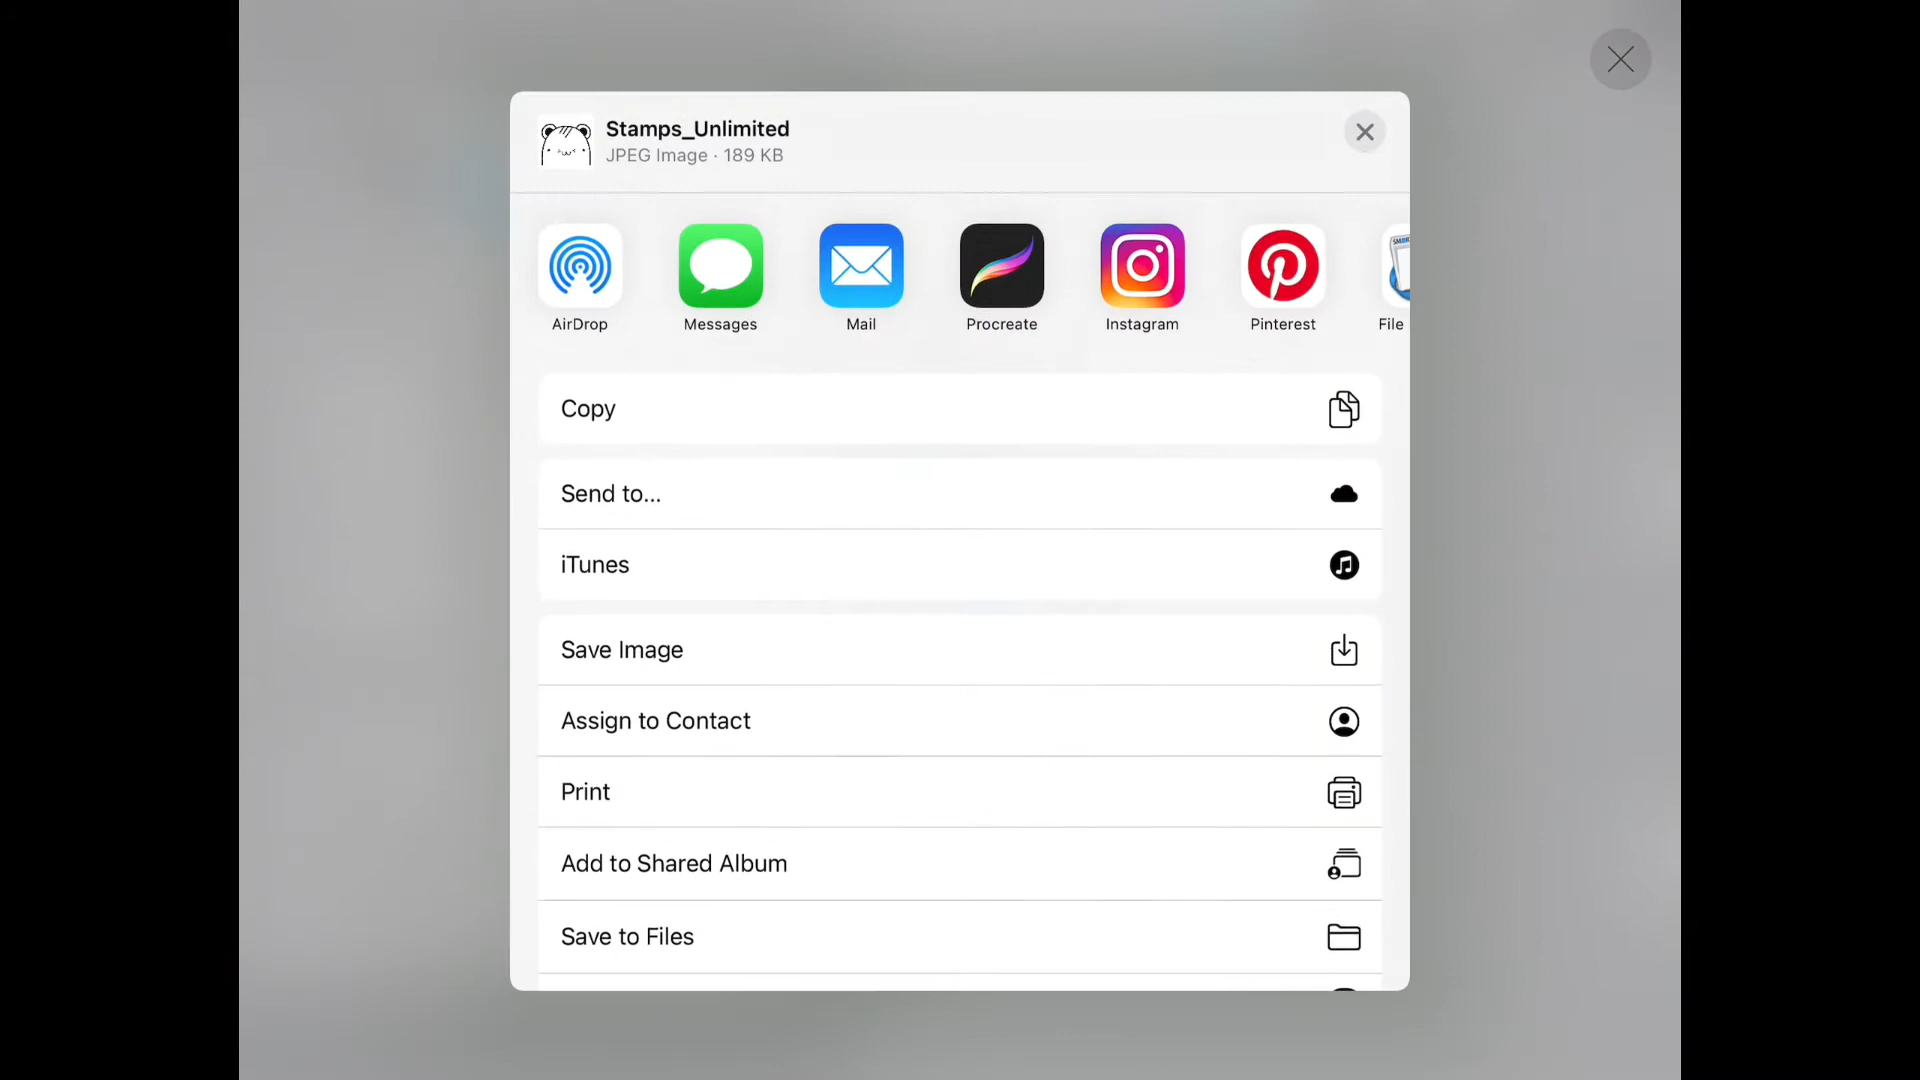 Stamps_Unlimited
JPEG Image · 189 KB
AirDrop
Messages
Mail
Procreate
Instagram
Pinterest
File
Copy
Send to...
iTunes
Save Image
Assign to Contact
Print
Add to Shared Album
Save to Files